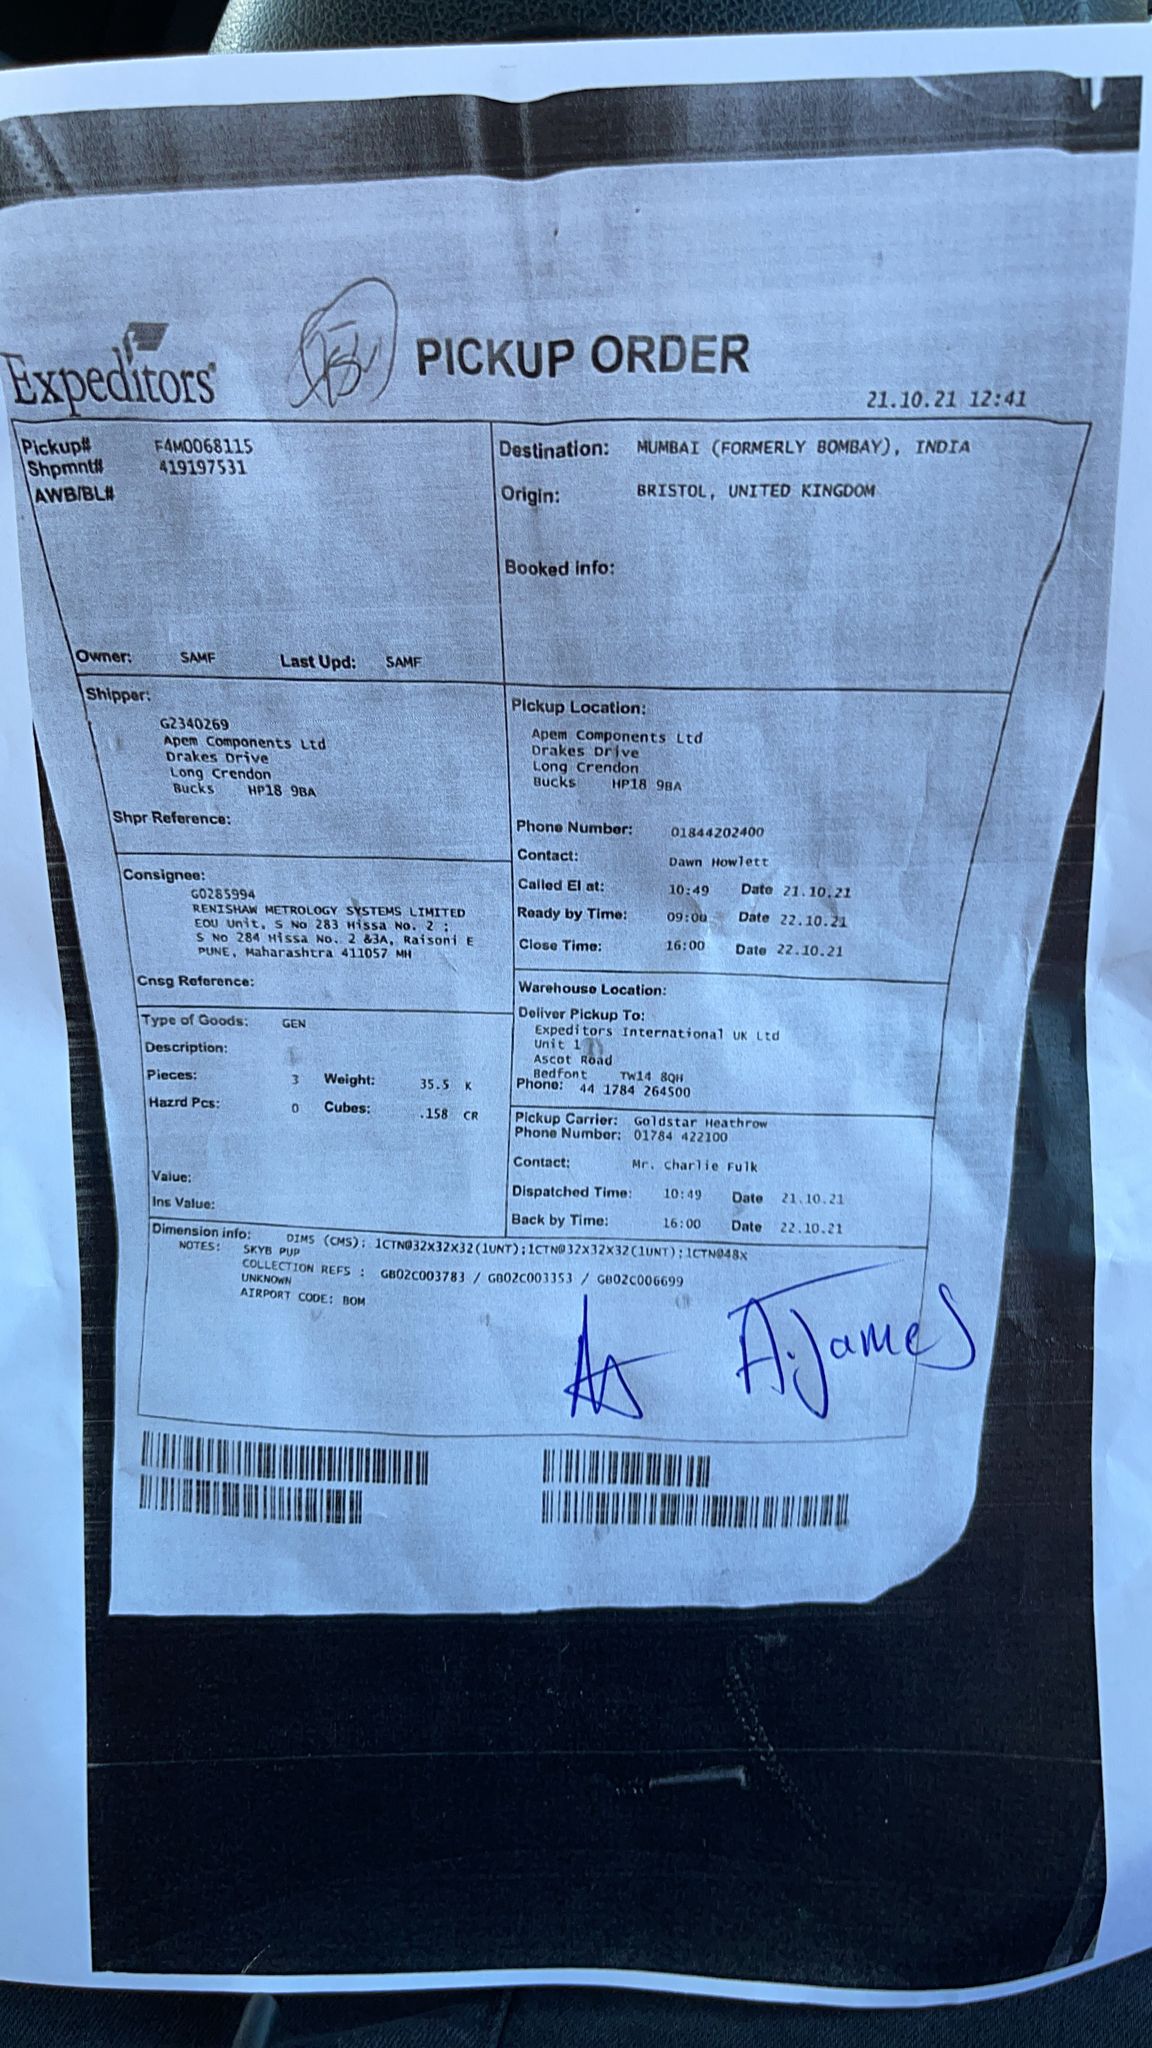 Expeditors
PICKUP ORDER
21.10.21 12:41
Pickup# F4M0068115
Shpmnt# 419197531
AWB/BL#
Owner: SAMF Last Upd: SAMF
Destination: MUMBAI (FORMERLY BOMBAY), INDIA
Origin: BRISTOL, UNITED KINGDOM
Booked info:
Shipper:
G2340269
Apem Components Ltd
Drakes Drive
Long Crendon
Bucks HP18 9BA
Shpr Reference:
Consignee:
G0285994
RENISHAW METROLOGY SYSTEMS LIMITED
EOU Unit, S No 283 Hissa No. 2 ;
S No 284 Hissa No. 2 &3A, Raisoni E
PUNE, Maharashtra 411057 MH
Cnsg Reference:
Type of Goods: GEN
Description:
Pieces: 3 Weight: 35.5 K
Hazrd Pcs: 0 Cubes: .158 CR
Value:
Ins Value:
Pickup Location:
Apem Components Ltd
Drakes Drive
Long Crendon
Bucks HP18 9BA
Phone Number: 01844202400
Contact: Dawn Howlett
Called EI at: 10:49 Date 21.10.21
Ready by Time: 09:00 Date 22.10.21
Close Time: 16:00 Date 22.10.21
Warehouse Location:
Deliver Pickup To:
Expeditors International UK Ltd
Unit 1
Ascot Road
Bedfont TW14 8QH
Phone: 44 1784 264500
Pickup Carrier: Goldstar Heathrow
Phone Number: 01784 422100
Contact: Mr. Charlie Fulk
Dispatched Time: 10:49 Date 21.10.21
Back by Time: 16:00 Date 22.10.21
Dimension info: DIMS (CMS): 1CTN@32X32X32(1UNT);1CTN@32X32X32(1UNT);1CTN@48X
NOTES: SKYB PUP
COLLECTION REFS : GB02C003783 / GB02C003353 / GB02C006699
UNKNOWN
AIRPORT CODE: BOM
A.James